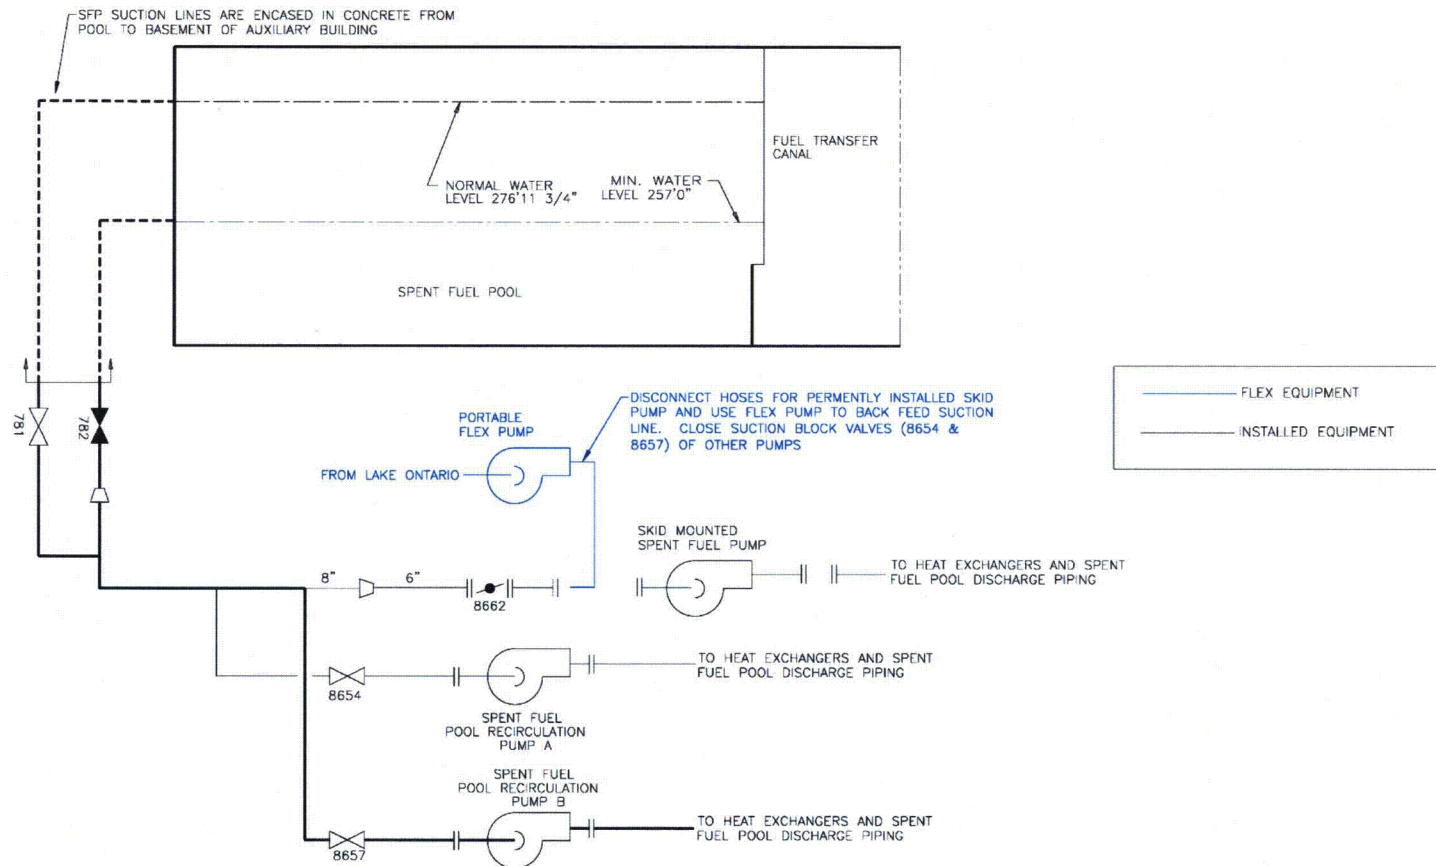 SFP SUCTION LINES ARE ENCASED IN CONCRETE FROM
POOL TO BASEMENT OF AUXILIARY BUILDING
FUEL TRANSFER
CANAL
NORMAL WATER
LEVEL 276'11 3/4"
MIN. WATER
LEVEL 257'0"
SPENT FUEL POOL
781
782
DISCONNECT HOSES FOR PERMENTLY INSTALLED SKID
PUMP AND USE FLEX PUMP TO BACK FEED SUCTION
LINE. CLOSE SUCTION BLOCK VALVES (8654 &
8657) OF OTHER PUMPS
PORTABLE
FLEX PUMP
FROM LAKE ONTARIO
FLEX EQUIPMENT
INSTALLED EQUIPMENT
SKID MOUNTED
SPENT FUEL PUMP
TO HEAT EXCHANGERS AND SPENT
FUEL POOL DISCHARGE PIPING
8"
6"
8662
TO HEAT EXCHANGERS AND SPENT
FUEL POOL DISCHARGE PIPING
8654
SPENT FUEL
POOL RECIRCULATION
PUMP A
SPENT FUEL
POOL RECIRCULATION
PUMP B
TO HEAT EXCHANGERS AND SPENT
FUEL POOL DISCHARGE PIPING
8657